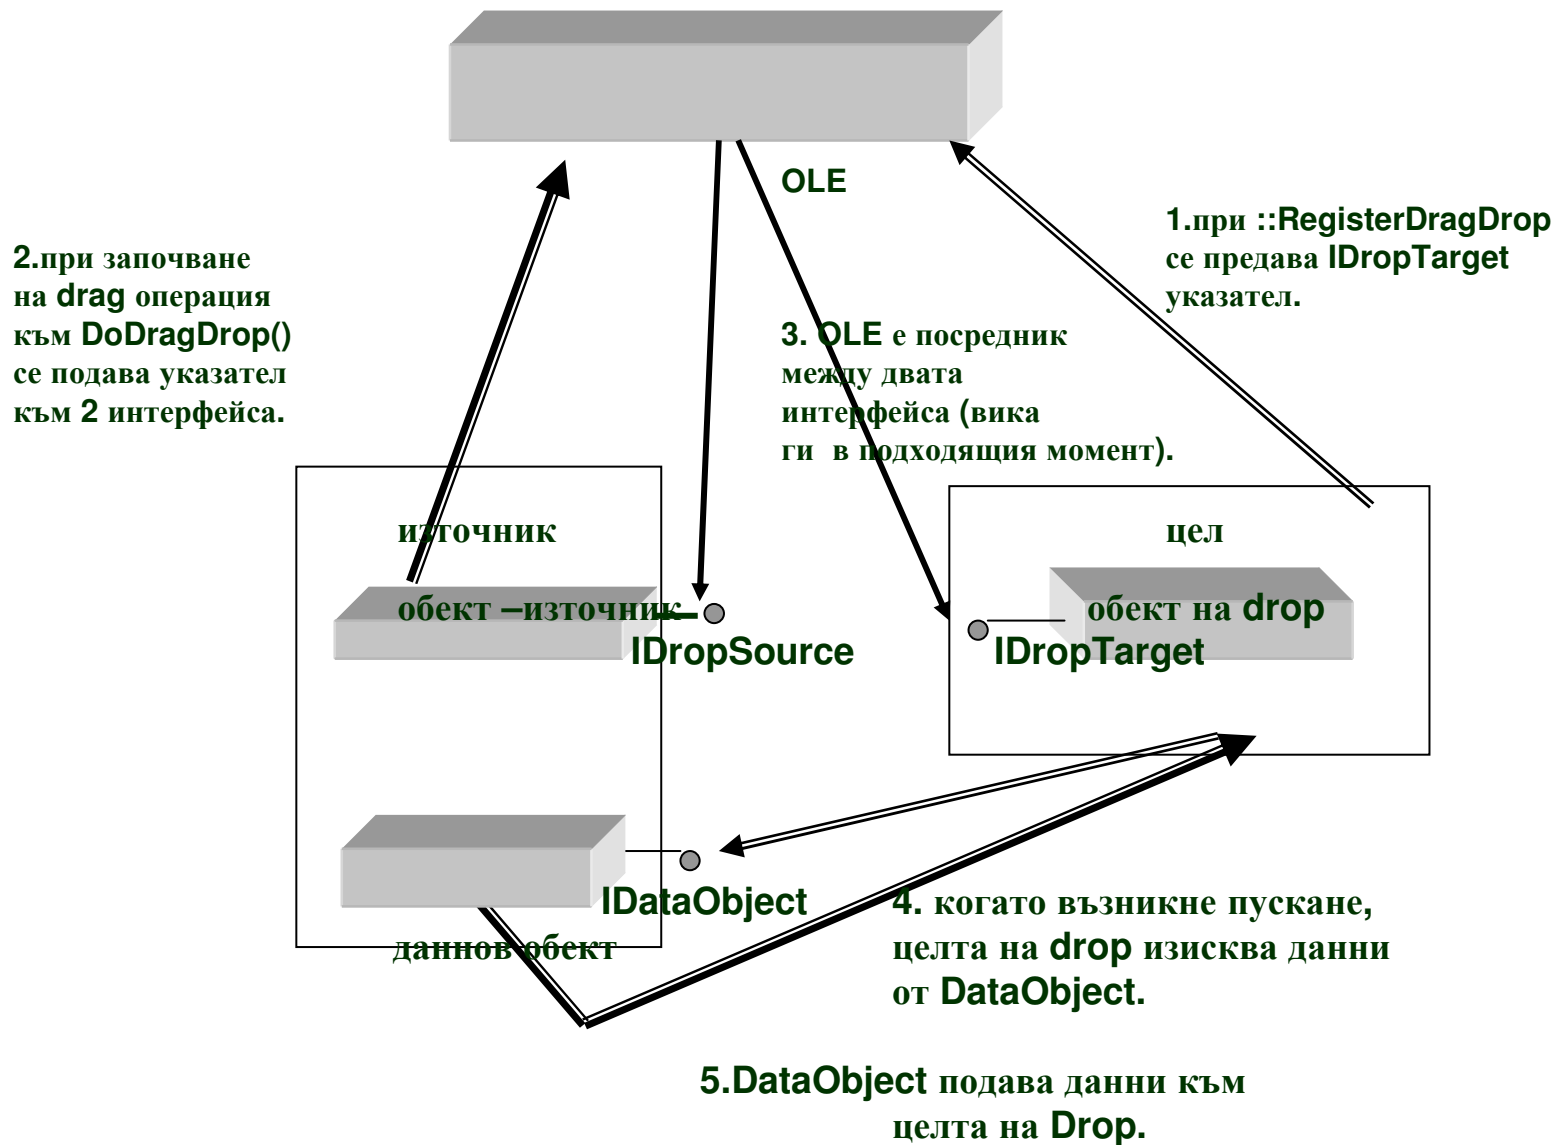 OLE
1.при ::RegisterDragDrop
се предава IDropTarget
указател.
2.при започване
на drag операция
към DoDragDrop()
се подава указател
към 2 интерфейса.
3. OLE е посредник
между двата
интерфейса (вика
ги в подходящия момент).
източник
цел
обект –източник
обект на drop
IDropSource
IDropTarget
IDataObject
даннов обект
4. когато възникне пускане,
целта на drop изисква данни
от DataObject.
5.DataObject подава данни към
целта на Drop.